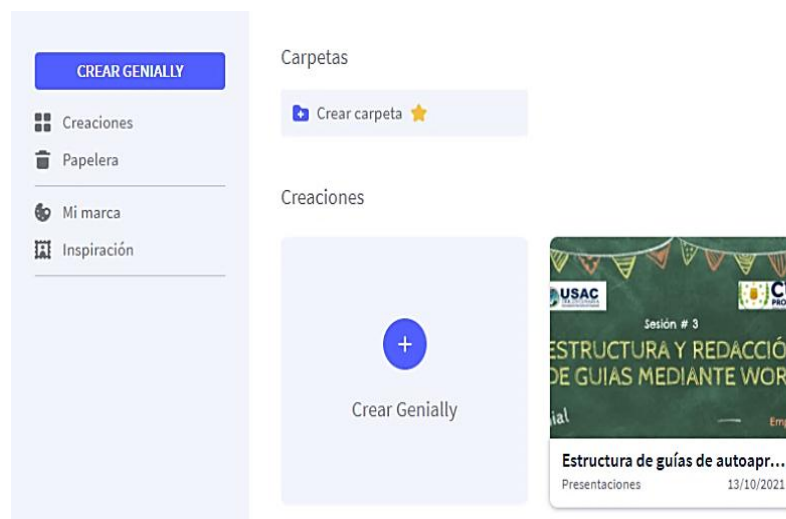 CREAR GENIALLY
Creaciones
Papelera
Mi marca
Inspiración
Carpetas
Crear carpeta
Creaciones
Crear Genially
USAC
Sesión # 3
ESTRUCTURA Y REDACCIÓ
DE GUIAS MEDIANTE WOR
Estructura de guías de autoapr...
Presentaciones 13/10/2021